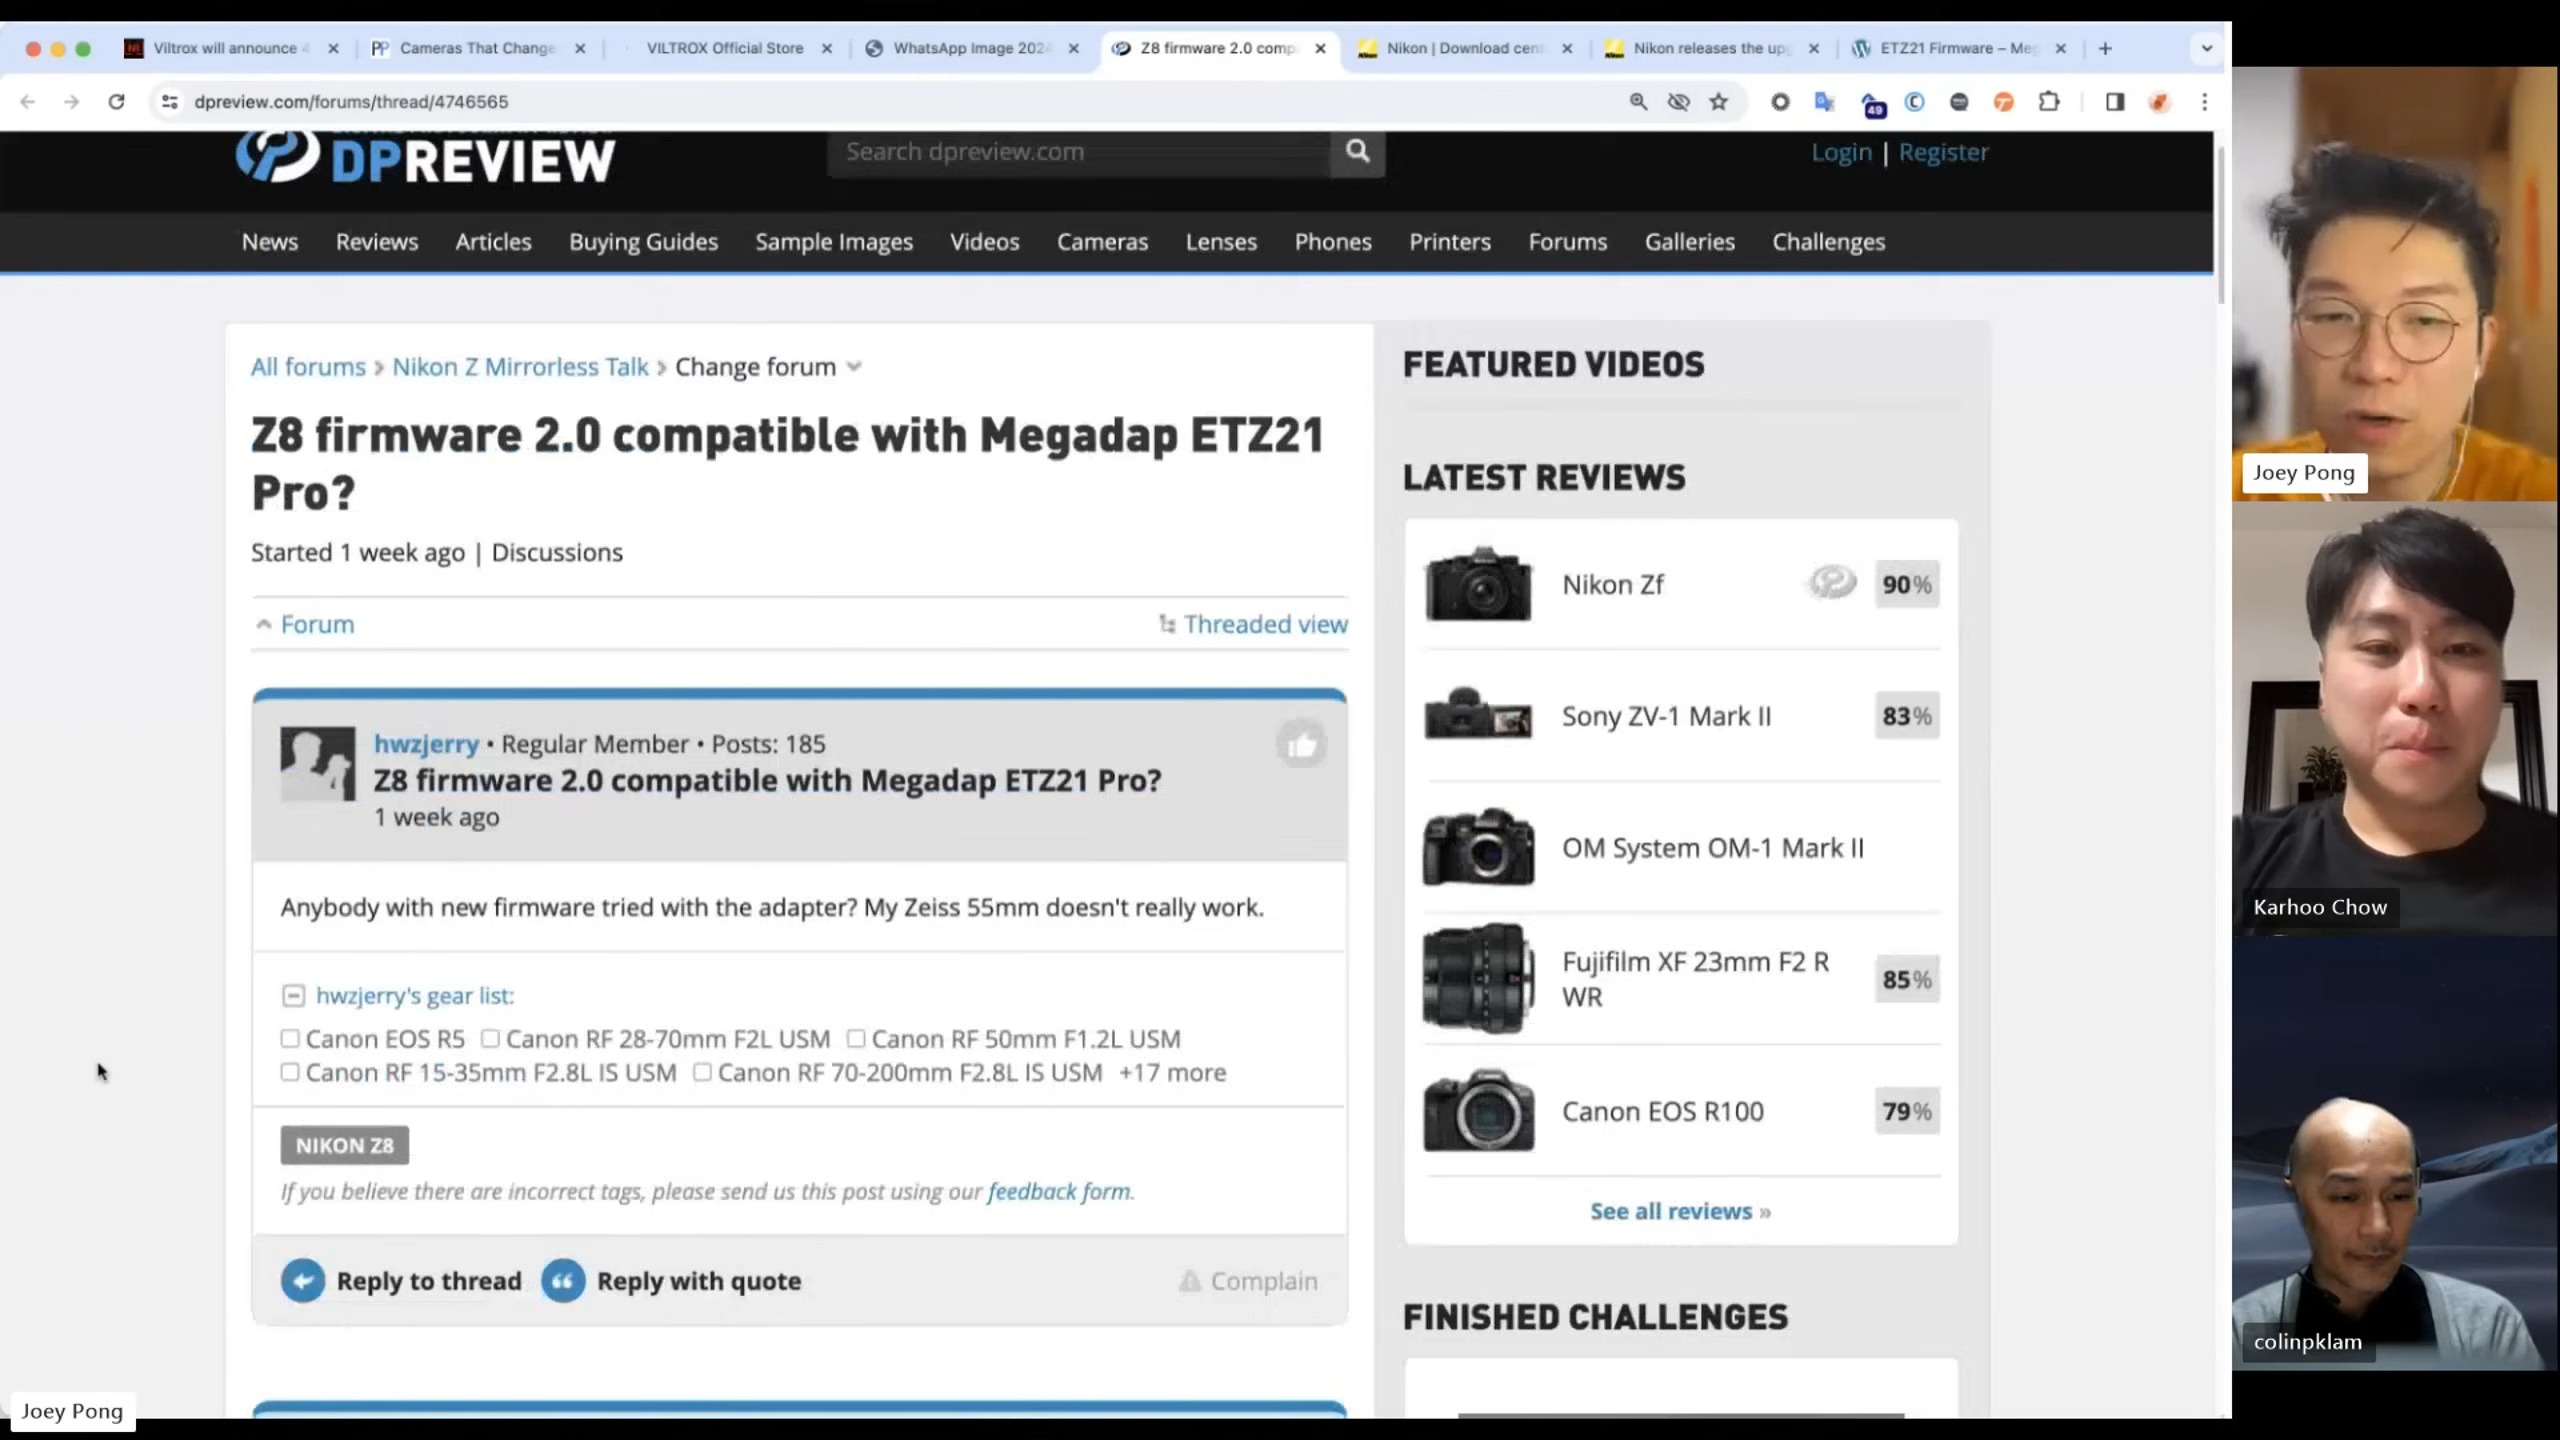 Viltrox will announce 4
Cameras That Change
VILTROX Official Store
WhatsApp Image 2024
Z8 firmware 2.0 comp
Nikon | Download cen
Nikon releases the up
ETZ21 Firmware – Me
dpreview.com/forums/thread/4746565
49
DPREVIEW
Search dpreview.com
Login | Register
News
Reviews
Articles
Buying Guides
Sample Images
Videos
Cameras
Lenses
Phones
Printers
Forums
Galleries
Challenges
All forums > Nikon Z Mirrorless Talk > Change forum
Z8 firmware 2.0 compatible with Megadap ETZ21
Pro?
Started 1 week ago | Discussions
Forum
Threaded view
hwzjerry • Regular Member • Posts: 185
Z8 firmware 2.0 compatible with Megadap ETZ21 Pro?
1 week ago
Anybody with new firmware tried with the adapter? My Zeiss 55mm doesn't really work.
hwzjerry's gear list:
Canon EOS R5 Canon RF 28-70mm F2L USM Canon RF 50mm F1.2L USM
Canon RF 15-35mm F2.8L IS USM Canon RF 70-200mm F2.8L IS USM +17 more
NIKON Z8
If you believe there are incorrect tags, please send us this post using our feedback form.
Reply to thread
Reply with quote
Complain
FEATURED VIDEOS
LATEST REVIEWS
Nikon Zf
90%
Sony ZV-1 Mark II
83%
OM System OM-1 Mark II
Fujifilm XF 23mm F2 R
WR
85%
Canon EOS R100
79%
See all reviews »
FINISHED CHALLENGES
Joey Pong
Karhoo Chow
colinpklam
Joey Pong